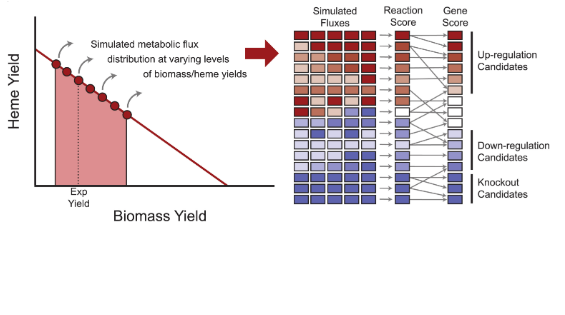 Heme Yield
Simulated metabolic flux
distribution at varying levels
of biomass/heme yields
Exp
Yield
Biomass Yield
Simulated
Fluxes
Reaction
Score
Gene
Score
Up-regulation
Candidates
Down-regulation
Candidates
Knockout
Candidates